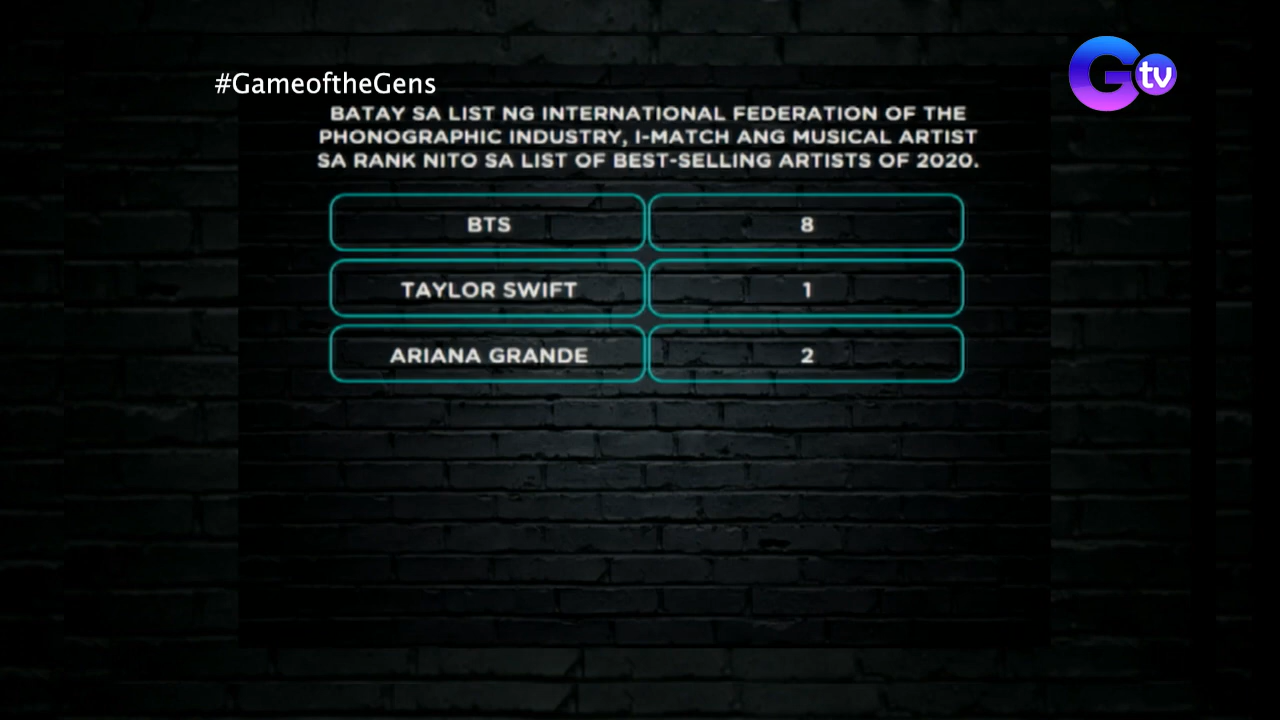 #GameoftheGens
Gtv
BATAY SA LIST NG INTERNATIONAL FEDERATION OF THE
PHONOGRAPHIC INDUSTRY, I-MATCH ANG MUSICAL ARTIST
SA RANK NITO SA LIST OF BEST-SELLING ARTISTS OF 2020.
BTS 8
TAYLOR SWIFT 1
ARIANA GRANDE 2